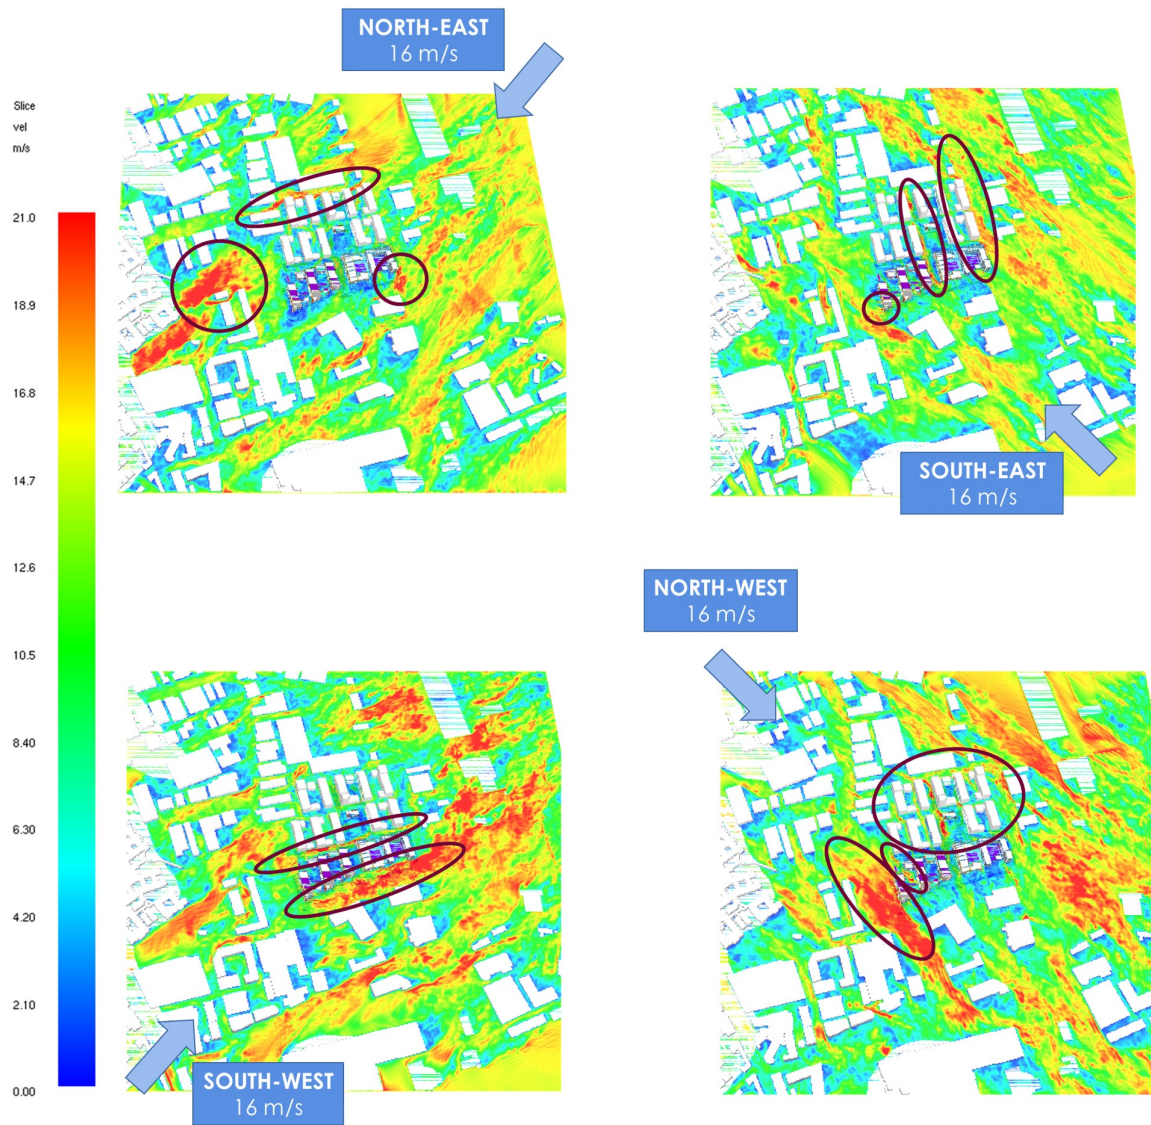 NORTH-EAST
16 m/s
Slice
vel
m/s
21.0
18.9
16.8
14.7
12.6
10.5
8.40
6.30
4.20
2.10
0.00
SOUTH-EAST
16 m/s
NORTH-WEST
16 m/s
SOUTH-WEST
16 m/s